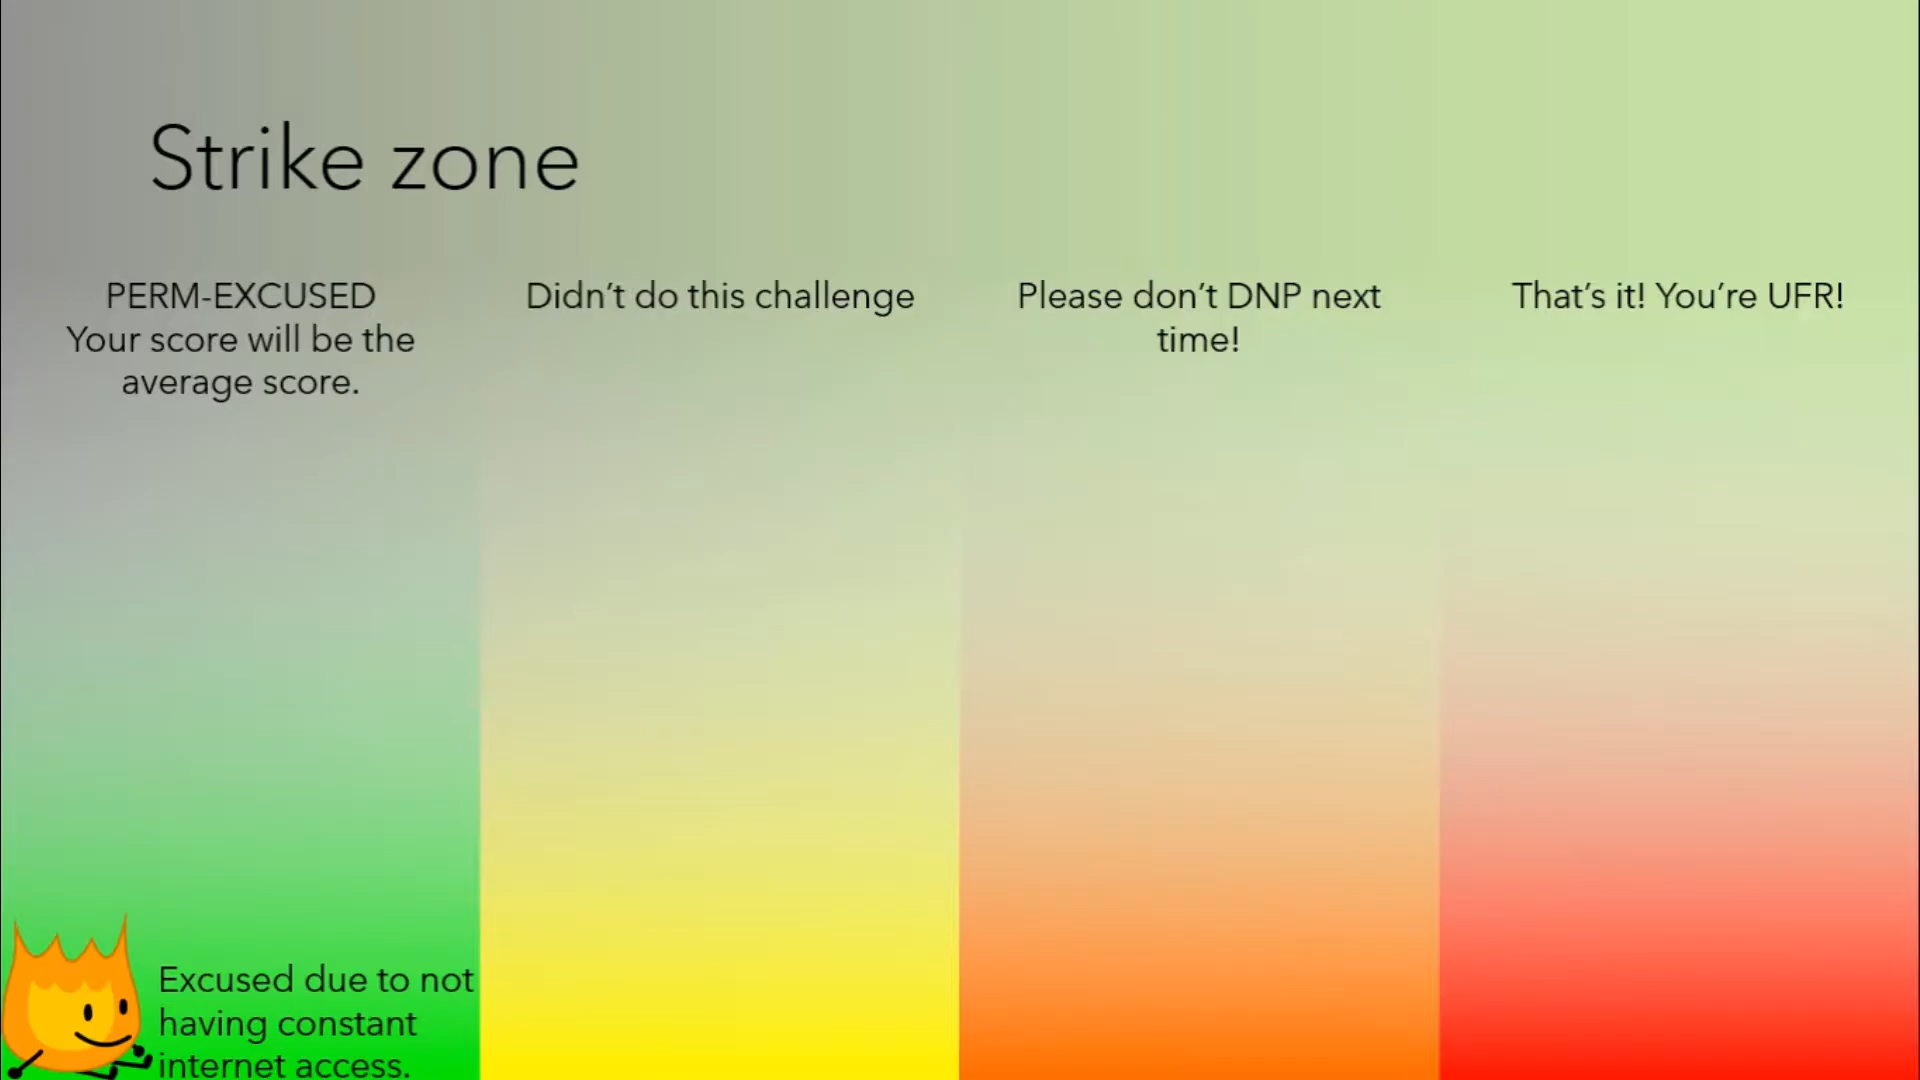 Strike zone
PERM-EXCUSED
Your score will be the
average score.
Didn't do this challenge
Please don't DNP next
time!
That's it! You're UFR!
Excused due to not
having constant
internet access.